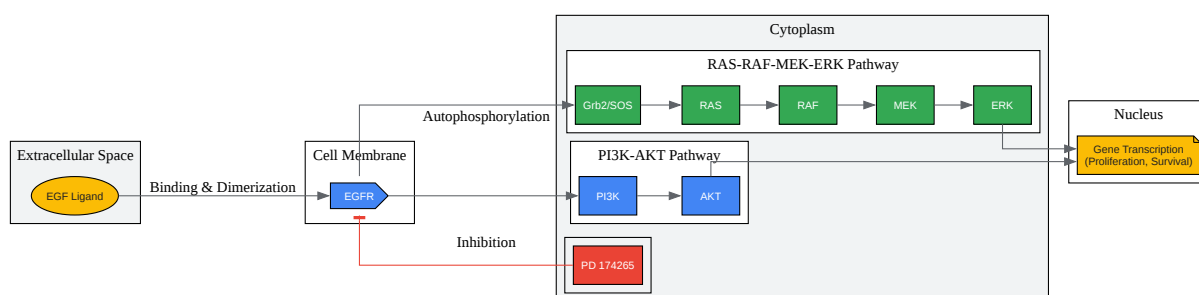 Cytoplasm
RAS-RAF-MEK-ERK Pathway
Grb2/SOS
RAS
RAF
MEK
ERK
Autophosphorylation
Nucleus
Gene Transcription
(Proliferation, Survival)
Extracellular Space
EGF Ligand
Binding & Dimerization
Cell Membrane
EGFR
PI3K-AKT Pathway
PI3K
AKT
Inhibition
PD 174265